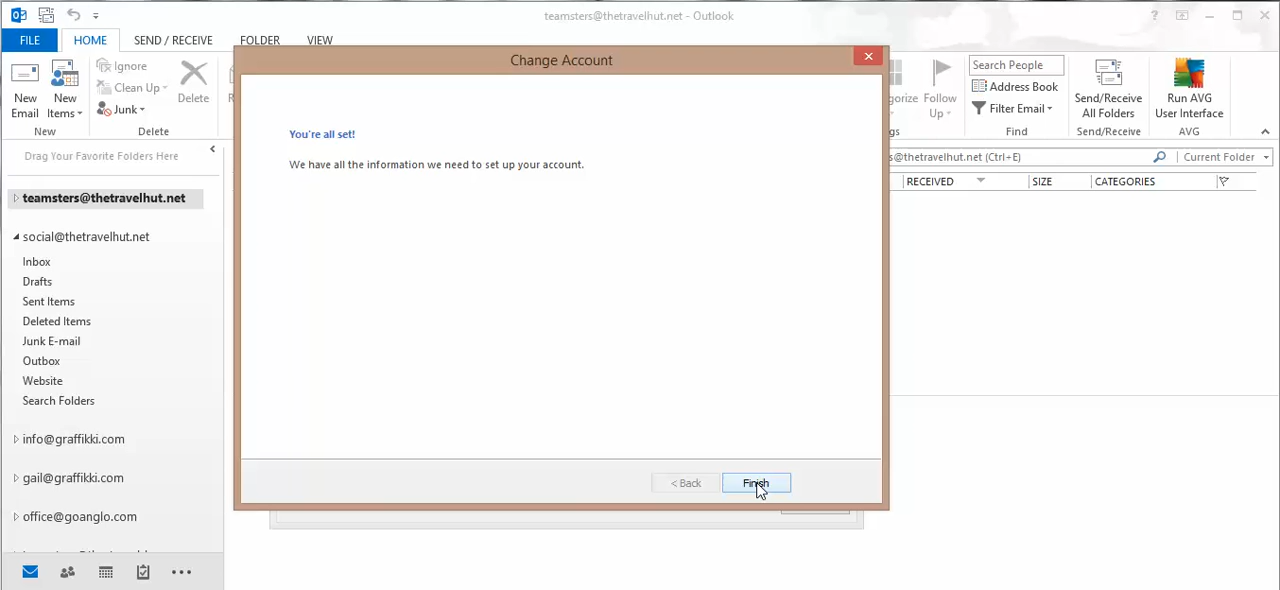 teamsters@thetravelhut.net - Outlook
FILE HOME SEND / RECEIVE FOLDER VIEW
New Email
New Items
New
Ignore
Clean Up
Junk
Delete
Delete
Change Account
You're all set!
We have all the information we need to set up your account.
< Back Finish
Follow Up
Search People
Address Book
Filter Email
Find
Send/Receive All Folders
Send/Receive
Run AVG User Interface
AVG
s@thetravelhut.net (Ctrl+E) Current Folder
RECEIVED SIZE CATEGORIES
Drag Your Favorite Folders Here
teamsters@thetravelhut.net
social@thetravelhut.net
Inbox
Drafts
Sent Items
Deleted Items
Junk E-mail
Outbox
Website
Search Folders
info@graffikki.com
gail@graffikki.com
office@goanglo.com